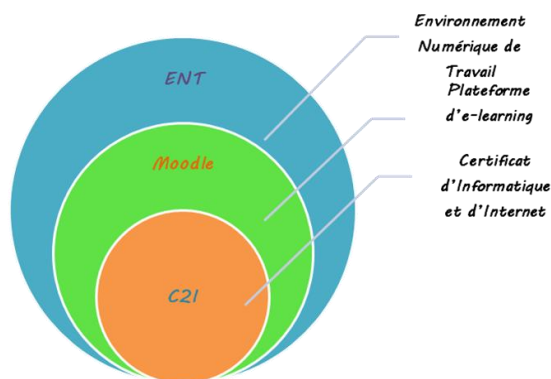 ENT
Moodle
C2I
Environnement
Numérique de
Travail
Plateforme
d'e-learning
Certificat
d'Informatique
et d'Internet